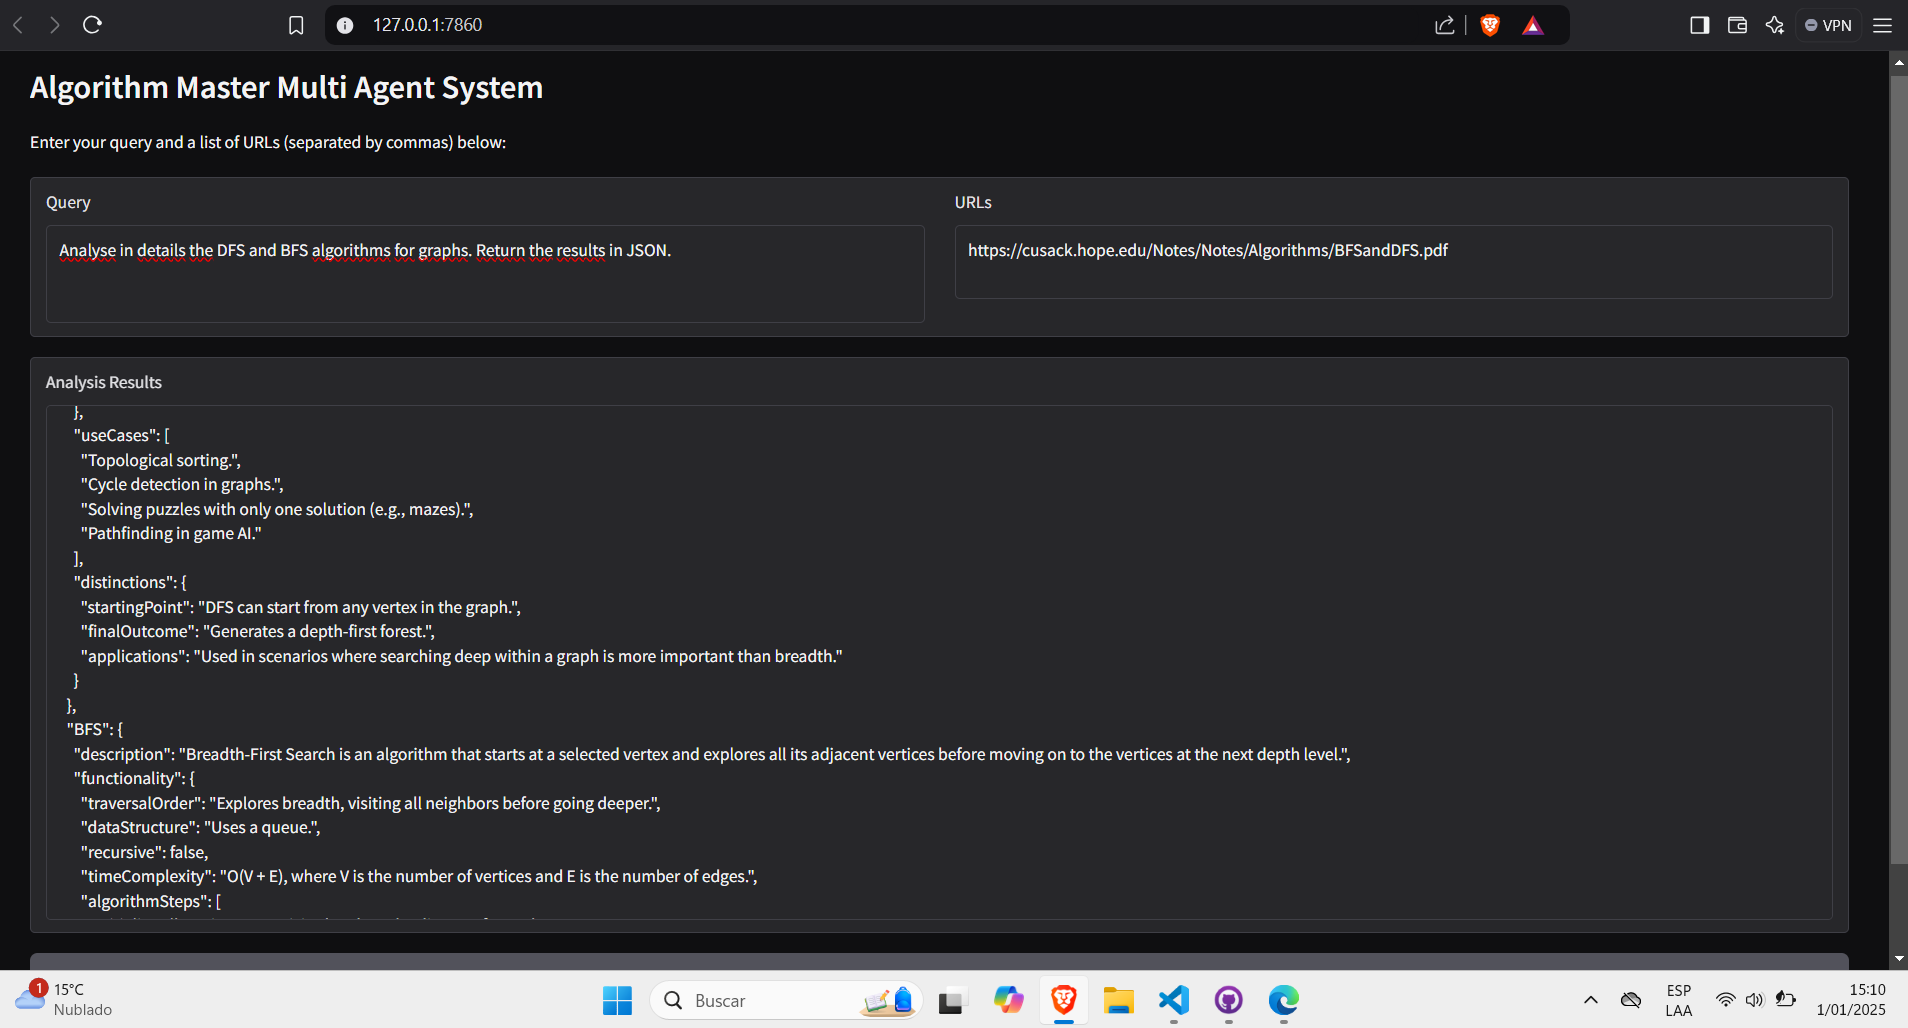 127.0.0.1:7860
VPN
Algorithm Master Multi Agent System
Enter your query and a list of URLs (separated by commas) below:
Query
Analyse in details the DFS and BFS algorithms for graphs. Return the results in JSON.
URLs
https://cusack.hope.edu/Notes/Notes/Algorithms/BFSandDFS.pdf
Analysis Results
},
"useCases": [
"Topological sorting.",
"Cycle detection in graphs.",
"Solving puzzles with only one solution (e.g., mazes).",
"Pathfinding in game AI."
],
"distinctions": {
"startingPoint": "DFS can start from any vertex in the graph.",
"finalOutcome": "Generates a depth-first forest.",
"applications": "Used in scenarios where searching deep within a graph is more important than breadth."
}
},
"BFS": {
"description": "Breadth-First Search is an algorithm that starts at a selected vertex and explores all its adjacent vertices before moving on to the vertices at the next depth level.",
"functionality": {
"traversalOrder": "Explores breadth, visiting all neighbors before going deeper.",
"dataStructure": "Uses a queue.",
"recursive": false,
"timeComplexity": "O(V + E), where V is the number of vertices and E is the number of edges.",
"algorithmSteps": [
1
15°C
Nublado
Buscar
ESP
LAA
15:10
1/01/2025